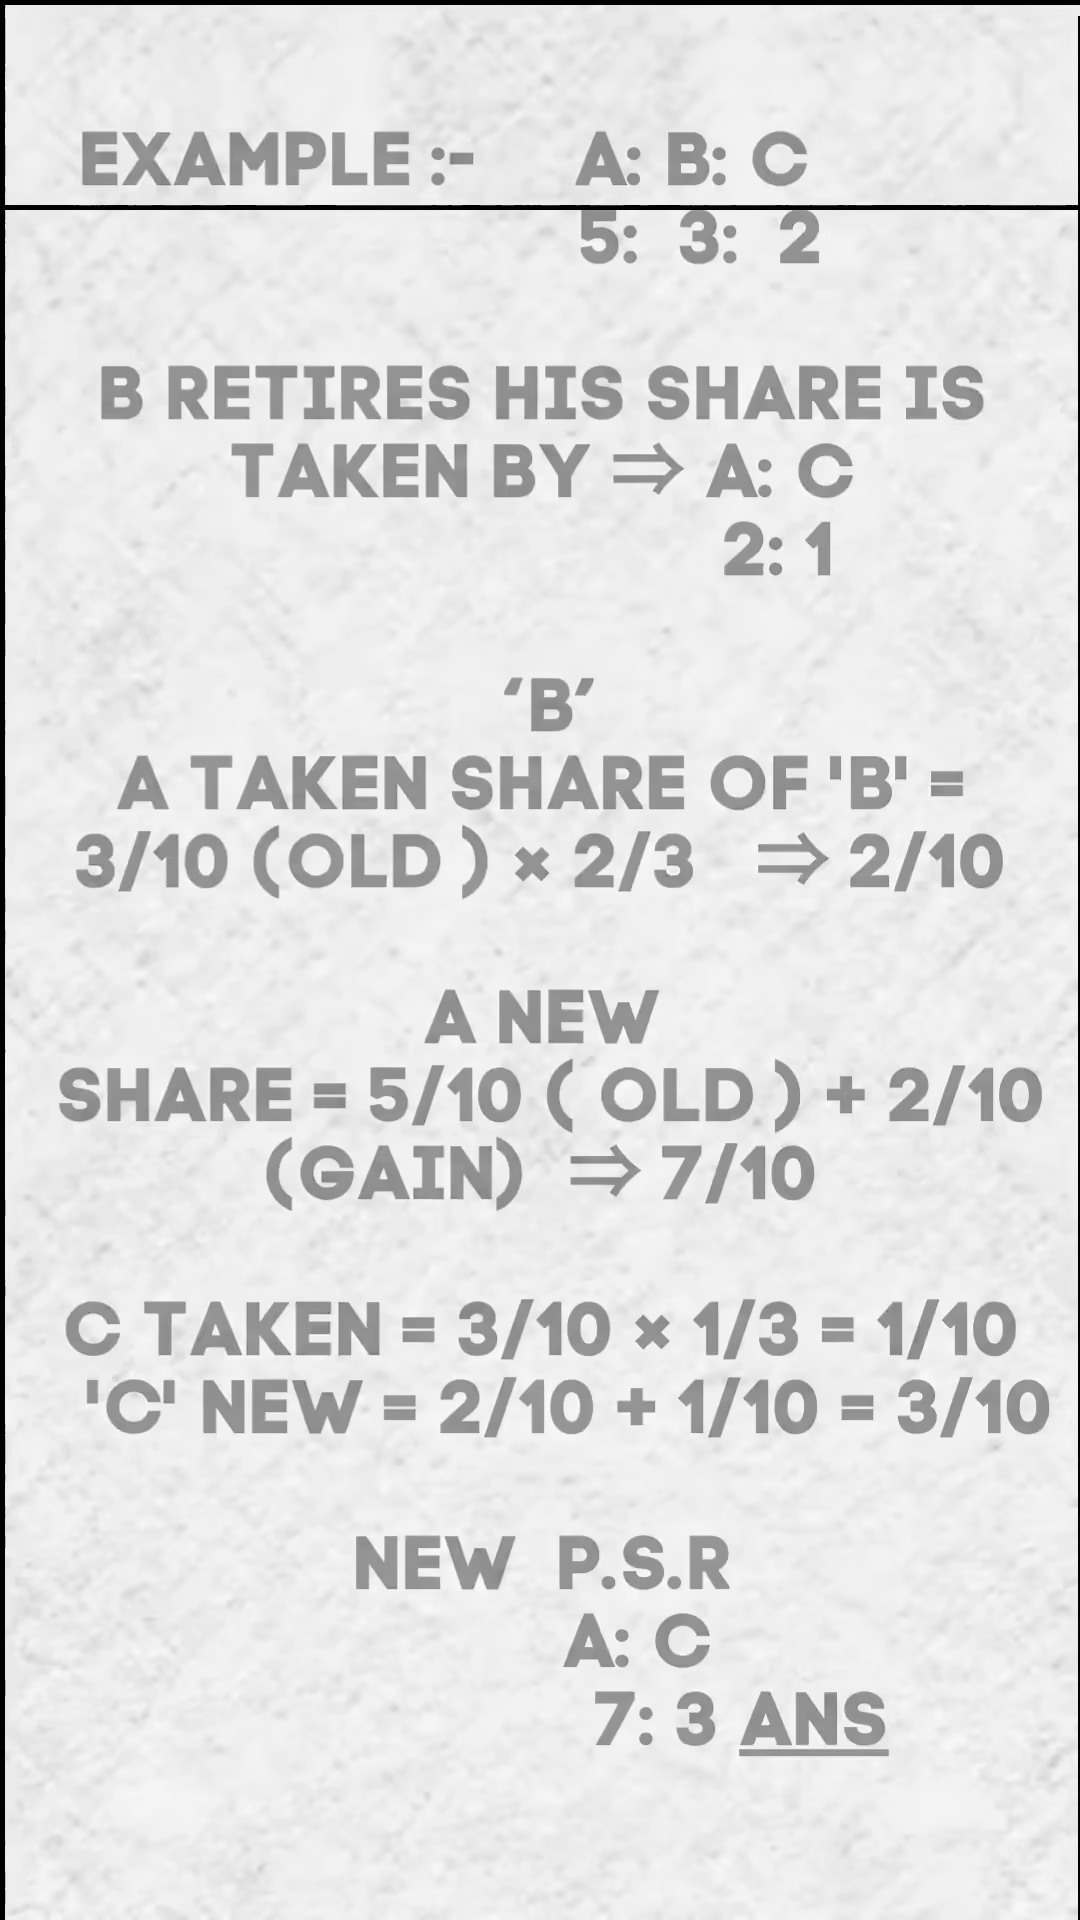 EXAMPLE :- A: B: C
5: 3: 2
B RETIRES HIS SHARE IS
TAKEN BY ⇒ A: C
2: 1
‘B’
A TAKEN SHARE OF 'B' =
3/10 (OLD ) × 2/3 ⇒ 2/10
A NEW
SHARE = 5/10 ( OLD ) + 2/10
(GAIN) ⇒ 7/10
C TAKEN = 3/10 × 1/3 = 1/10
'C' NEW = 2/10 + 1/10 = 3/10
NEW P.S.R
A: C
7: 3 ANS